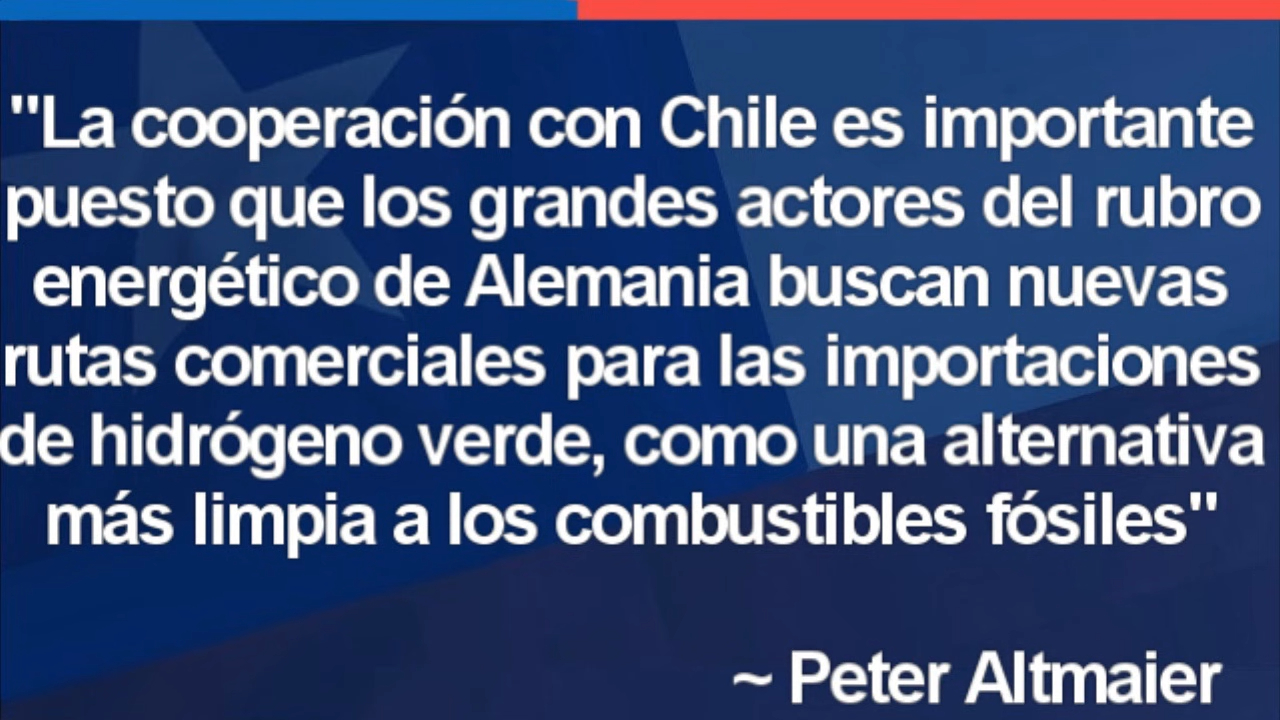 "La cooperación con Chile es importante
puesto que los grandes actores del rubro
energético de Alemania buscan nuevas
rutas comerciales para las importaciones
de hidrógeno verde, como una alternativa
más limpia a los combustibles fósiles"
~ Peter Altmaier